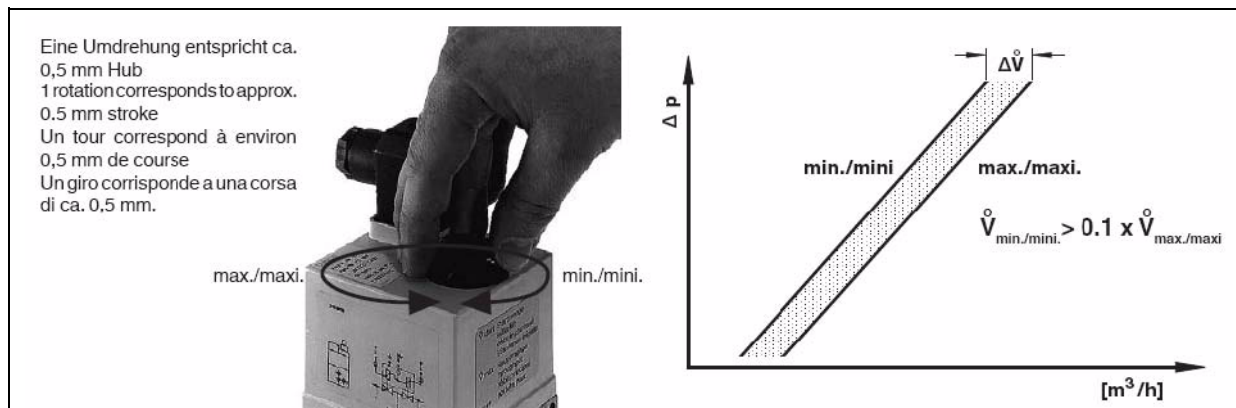 Eine Umdrehung entspricht ca.
0,5 mm Hub
1 rotation corresponds to approx.
0.5 mm stroke
Un tour correspond à environ
0,5 mm de course
Un giro corrisponde a una corsa
di ca. 0,5 mm.
max./maxi.
min./mini.
ΔV̊
Δ p
min./mini
max./maxi.
V̊min./mini.> 0.1 x V̊max./maxi
[m³/h]